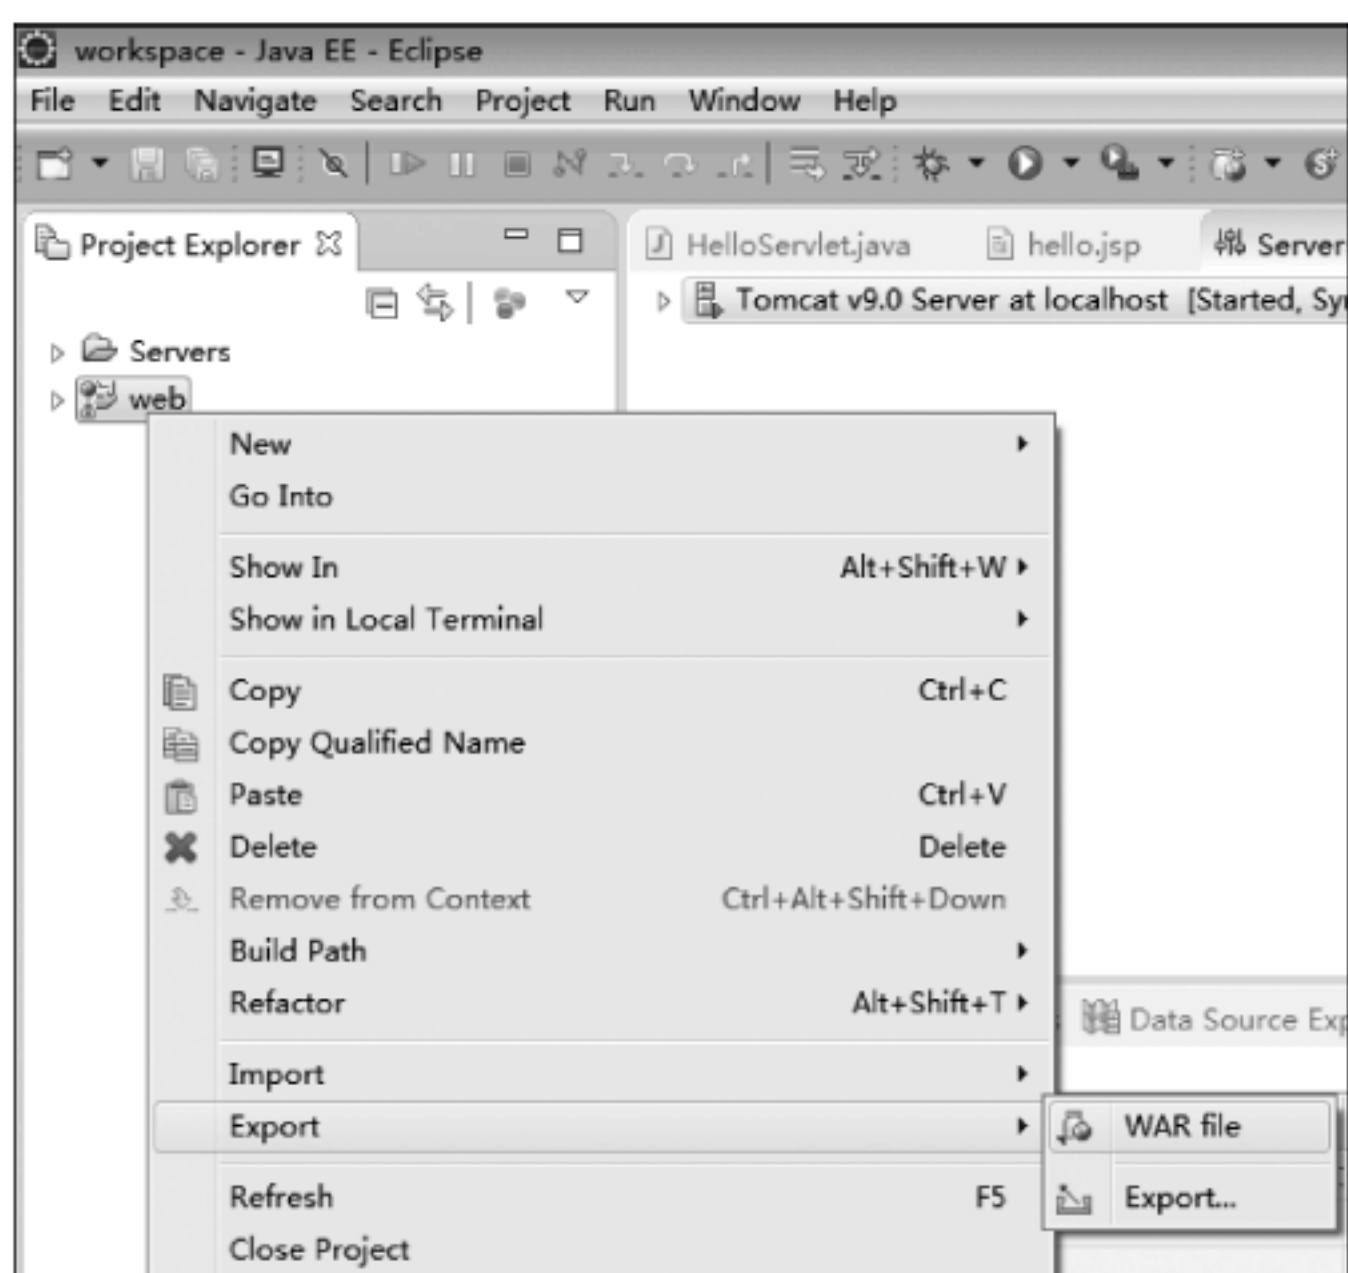 workspace - Java EE - Eclipse
File Edit Navigate Search Project Run Window Help
Project Explorer
HelloServlet.java hello.jsp Server
Tomcat v9.0 Server at localhost [Started, Sy
Servers
web
New
Go Into
Show In Alt+Shift+W
Show in Local Terminal
Copy Ctrl+C
Copy Qualified Name
Paste Ctrl+V
Delete Delete
Remove from Context Ctrl+Alt+Shift+Down
Build Path
Refactor Alt+Shift+T
Data Source Exp
Import
Export
WAR file
Refresh F5
Export...
Close Project